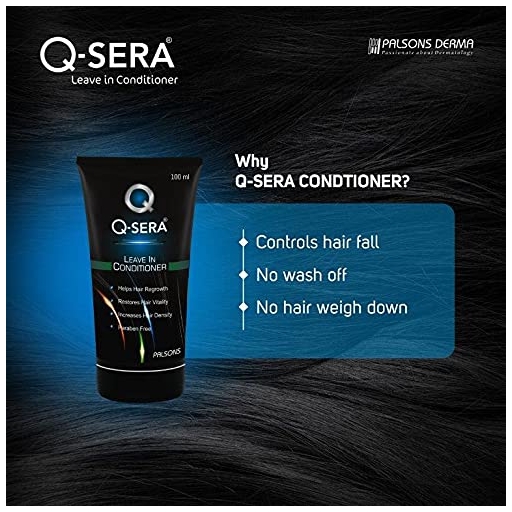 Q-SERA®
Leave in Conditioner
PALSONS DERMA
Passionate about Dermatology
Why
Q-SERA CONDTIONER?
Controls hair fall
No wash off
No hair weigh down
100 ml
Q
Q-SERA®
LEAVE IN
CONDITIONER
Helps Hair Regrowth
Restores Hair Vitality
Increases Hair Density
Paraben Free
PALSONS